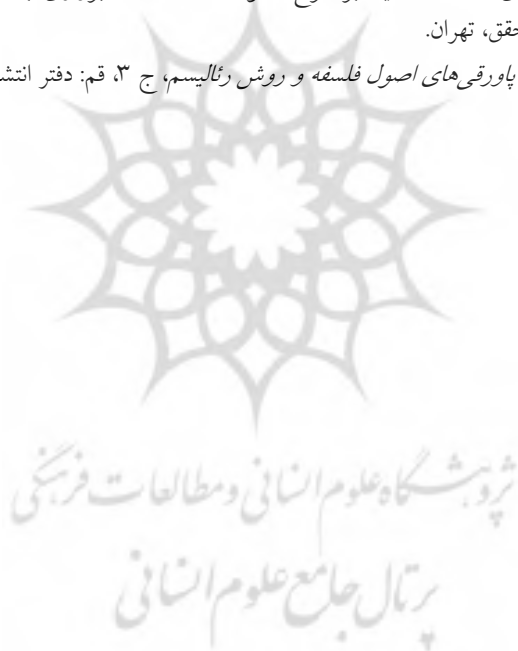 حقق، تهران.
پاورقی‌های اصول فلسفه و روش رئالیسم، ج ۳، قم: دفتر انتش
پژوهشگاه علوم انسانی و مطالعات فرهنگی
پرتال جامع علوم انسانی